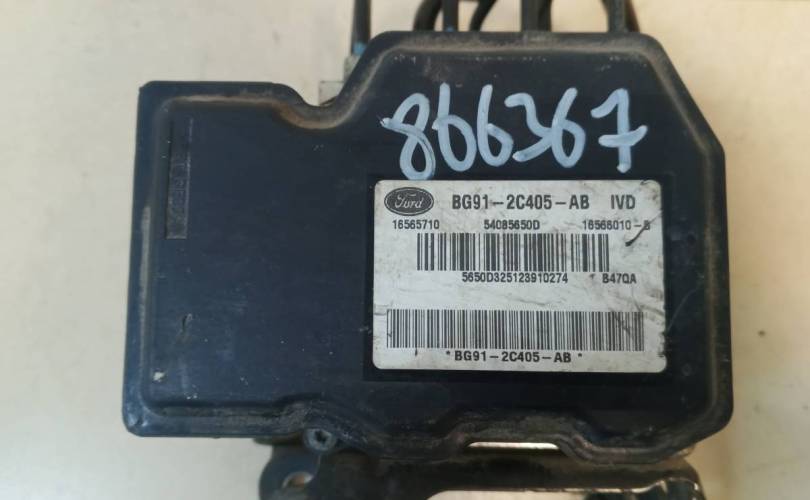 866367
Ford BG91-2C405-AB IVD
16565710 54085650D 16566010-B
5650D325123910274 B47QA
*BG91-2C405-AB*